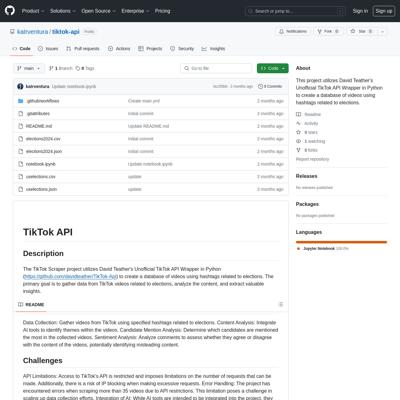 Product Solutions Open Source Enterprise Pricing
Search or jump to...
Sign in
Sign up
katrventura / tiktok-api
Public
Notifications
Fork 0
Star 0
Code
Issues
Pull requests
Actions
Projects
Security
Insights
main
1 Branch
0 Tags
Go to file
Code
katrventura Update notebook.ipynb
2 months ago
8 Commits
.github/workflows
Create main.yml
2 months ago
.gitattributes
Initial commit
2 months ago
README.md
Update README.md
2 months ago
elections2024.csv
Initial commit
2 months ago
elections2024.json
Initial commit
2 months ago
notebook.ipynb
Update notebook.ipynb
2 months ago
uselections.csv
update
2 months ago
uselections.json
update
2 months ago
About
This project utilizes David Teather's
Unofficial TikTok API Wrapper in Python
to create a database of videos using
hashtags related to elections.
Readme
Activity
0 stars
1 watching
0 forks
Report repository
Releases
No releases published
Packages
No packages published
Languages
Jupyter Notebook 100.0%
TikTok API
Description
The TikTok Scraper project utilizes David Teather's Unofficial TikTok API Wrapper in Python
(https://github.com/davidteather/TikTok-Api) to create a database of videos using hashtags related to elections. The
primary goal is to gather data from TikTok videos related to elections, analyze the content, and extract valuable
insights.
README
Data Collection: Gather videos from TikTok using specified hashtags related to elections. Content Analysis: Integrate
AI tools to identify themes within the videos. Candidate Mention Analysis: Determine which candidates are mentioned
the most in the collected videos. Sentiment Analysis: Analyze comments to assess whether they agree or disagree
with the content of the videos, potentially identifying misleading content.
Challenges
API Limitations: Access to TikTok's API is restricted and imposes limitations on the number of requests that can be
made. Additionally, there is a risk of IP blocking when making excessive requests. Error Handling: The project has
encountered errors when scraping more than 35 videos due to API restrictions. This limitation poses a challenge in
scaling up data collection efforts. Integration of AI: While AI tools are intended to be integrated into the project, they